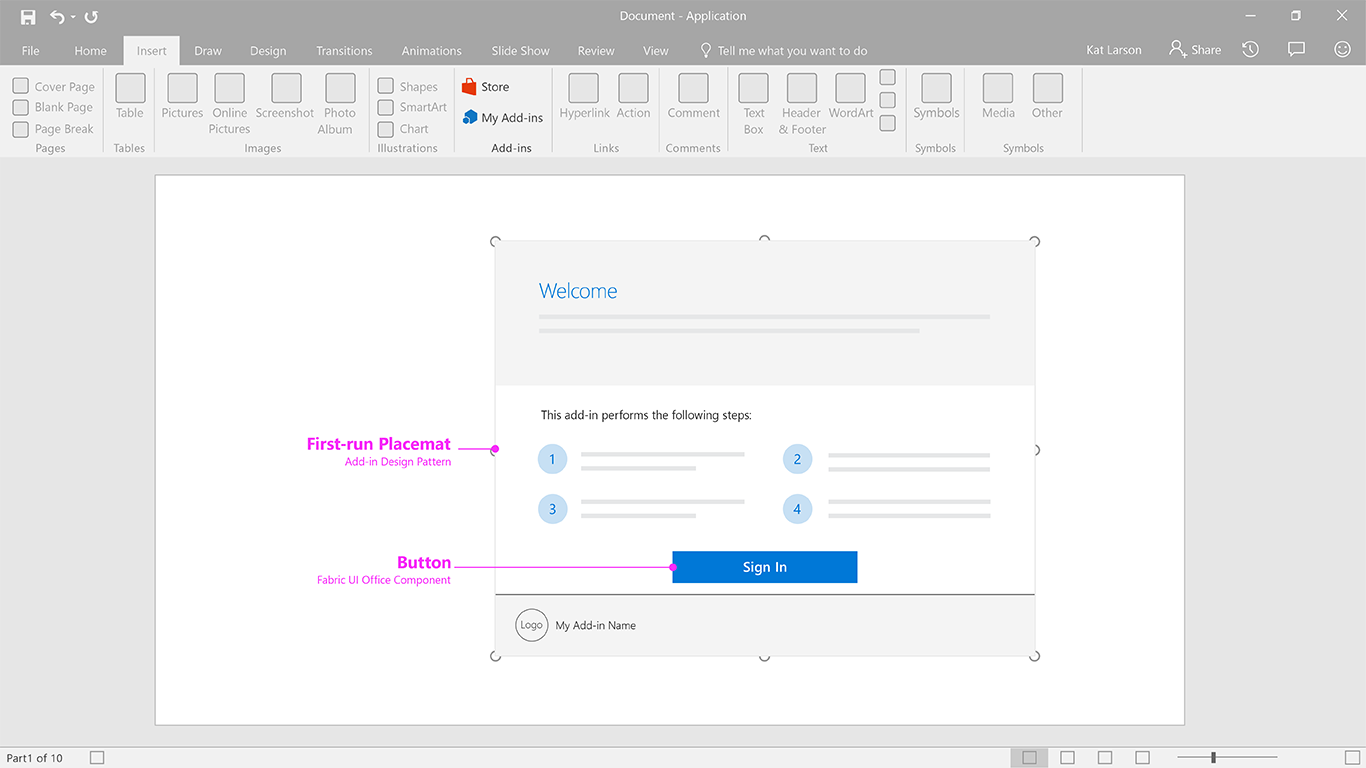 Document - Application
File Home Insert Draw Design Transitions Animations Slide Show Review View Tell me what you want to do Kat Larson Share
Cover Page
Blank Page
Page Break
Pages
Table
Tables
Pictures
Online
Pictures
Screenshot
Photo
Album
Images
Shapes
SmartArt
Chart
Illustrations
Store
My Add-ins
Add-ins
Hyperlink
Action
Links
Comment
Comments
Text
Box
Header
& Footer
WordArt
Text
Symbols
Symbols
Media
Other
Symbols
Welcome
This add-in performs the following steps:
1
2
3
4
First-run Placemat
Add-in Design Pattern
Button
Fabric UI Office Component
Sign In
Logo
My Add-in Name
Part1 of 10